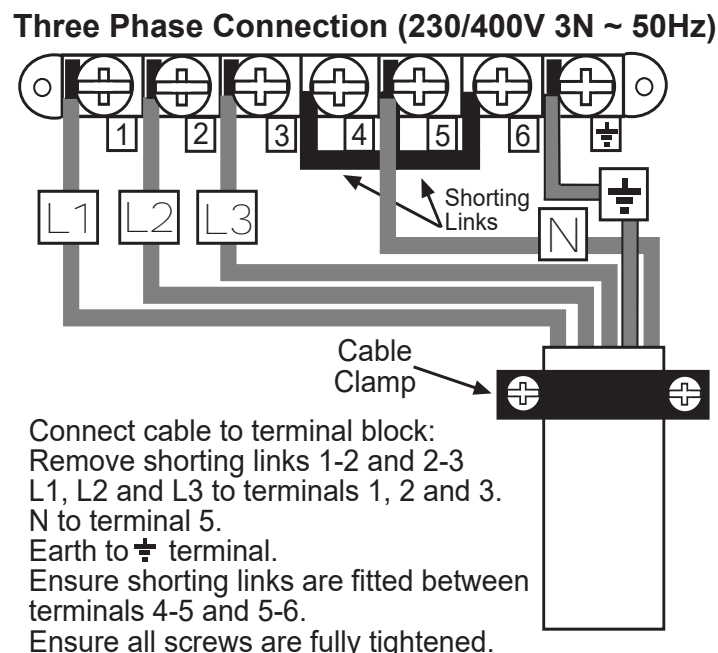 Three Phase Connection (230/400V 3N ~ 50Hz)
1 2 3 4 5 6 ⏚
L1 L2 L3
Shorting
Links
N
Cable
Clamp
Connect cable to terminal block:
Remove shorting links 1-2 and 2-3
L1, L2 and L3 to terminals 1, 2 and 3.
N to terminal 5.
Earth to ⏚ terminal.
Ensure shorting links are fitted between
terminals 4-5 and 5-6.
Ensure all screws are fully tightened.